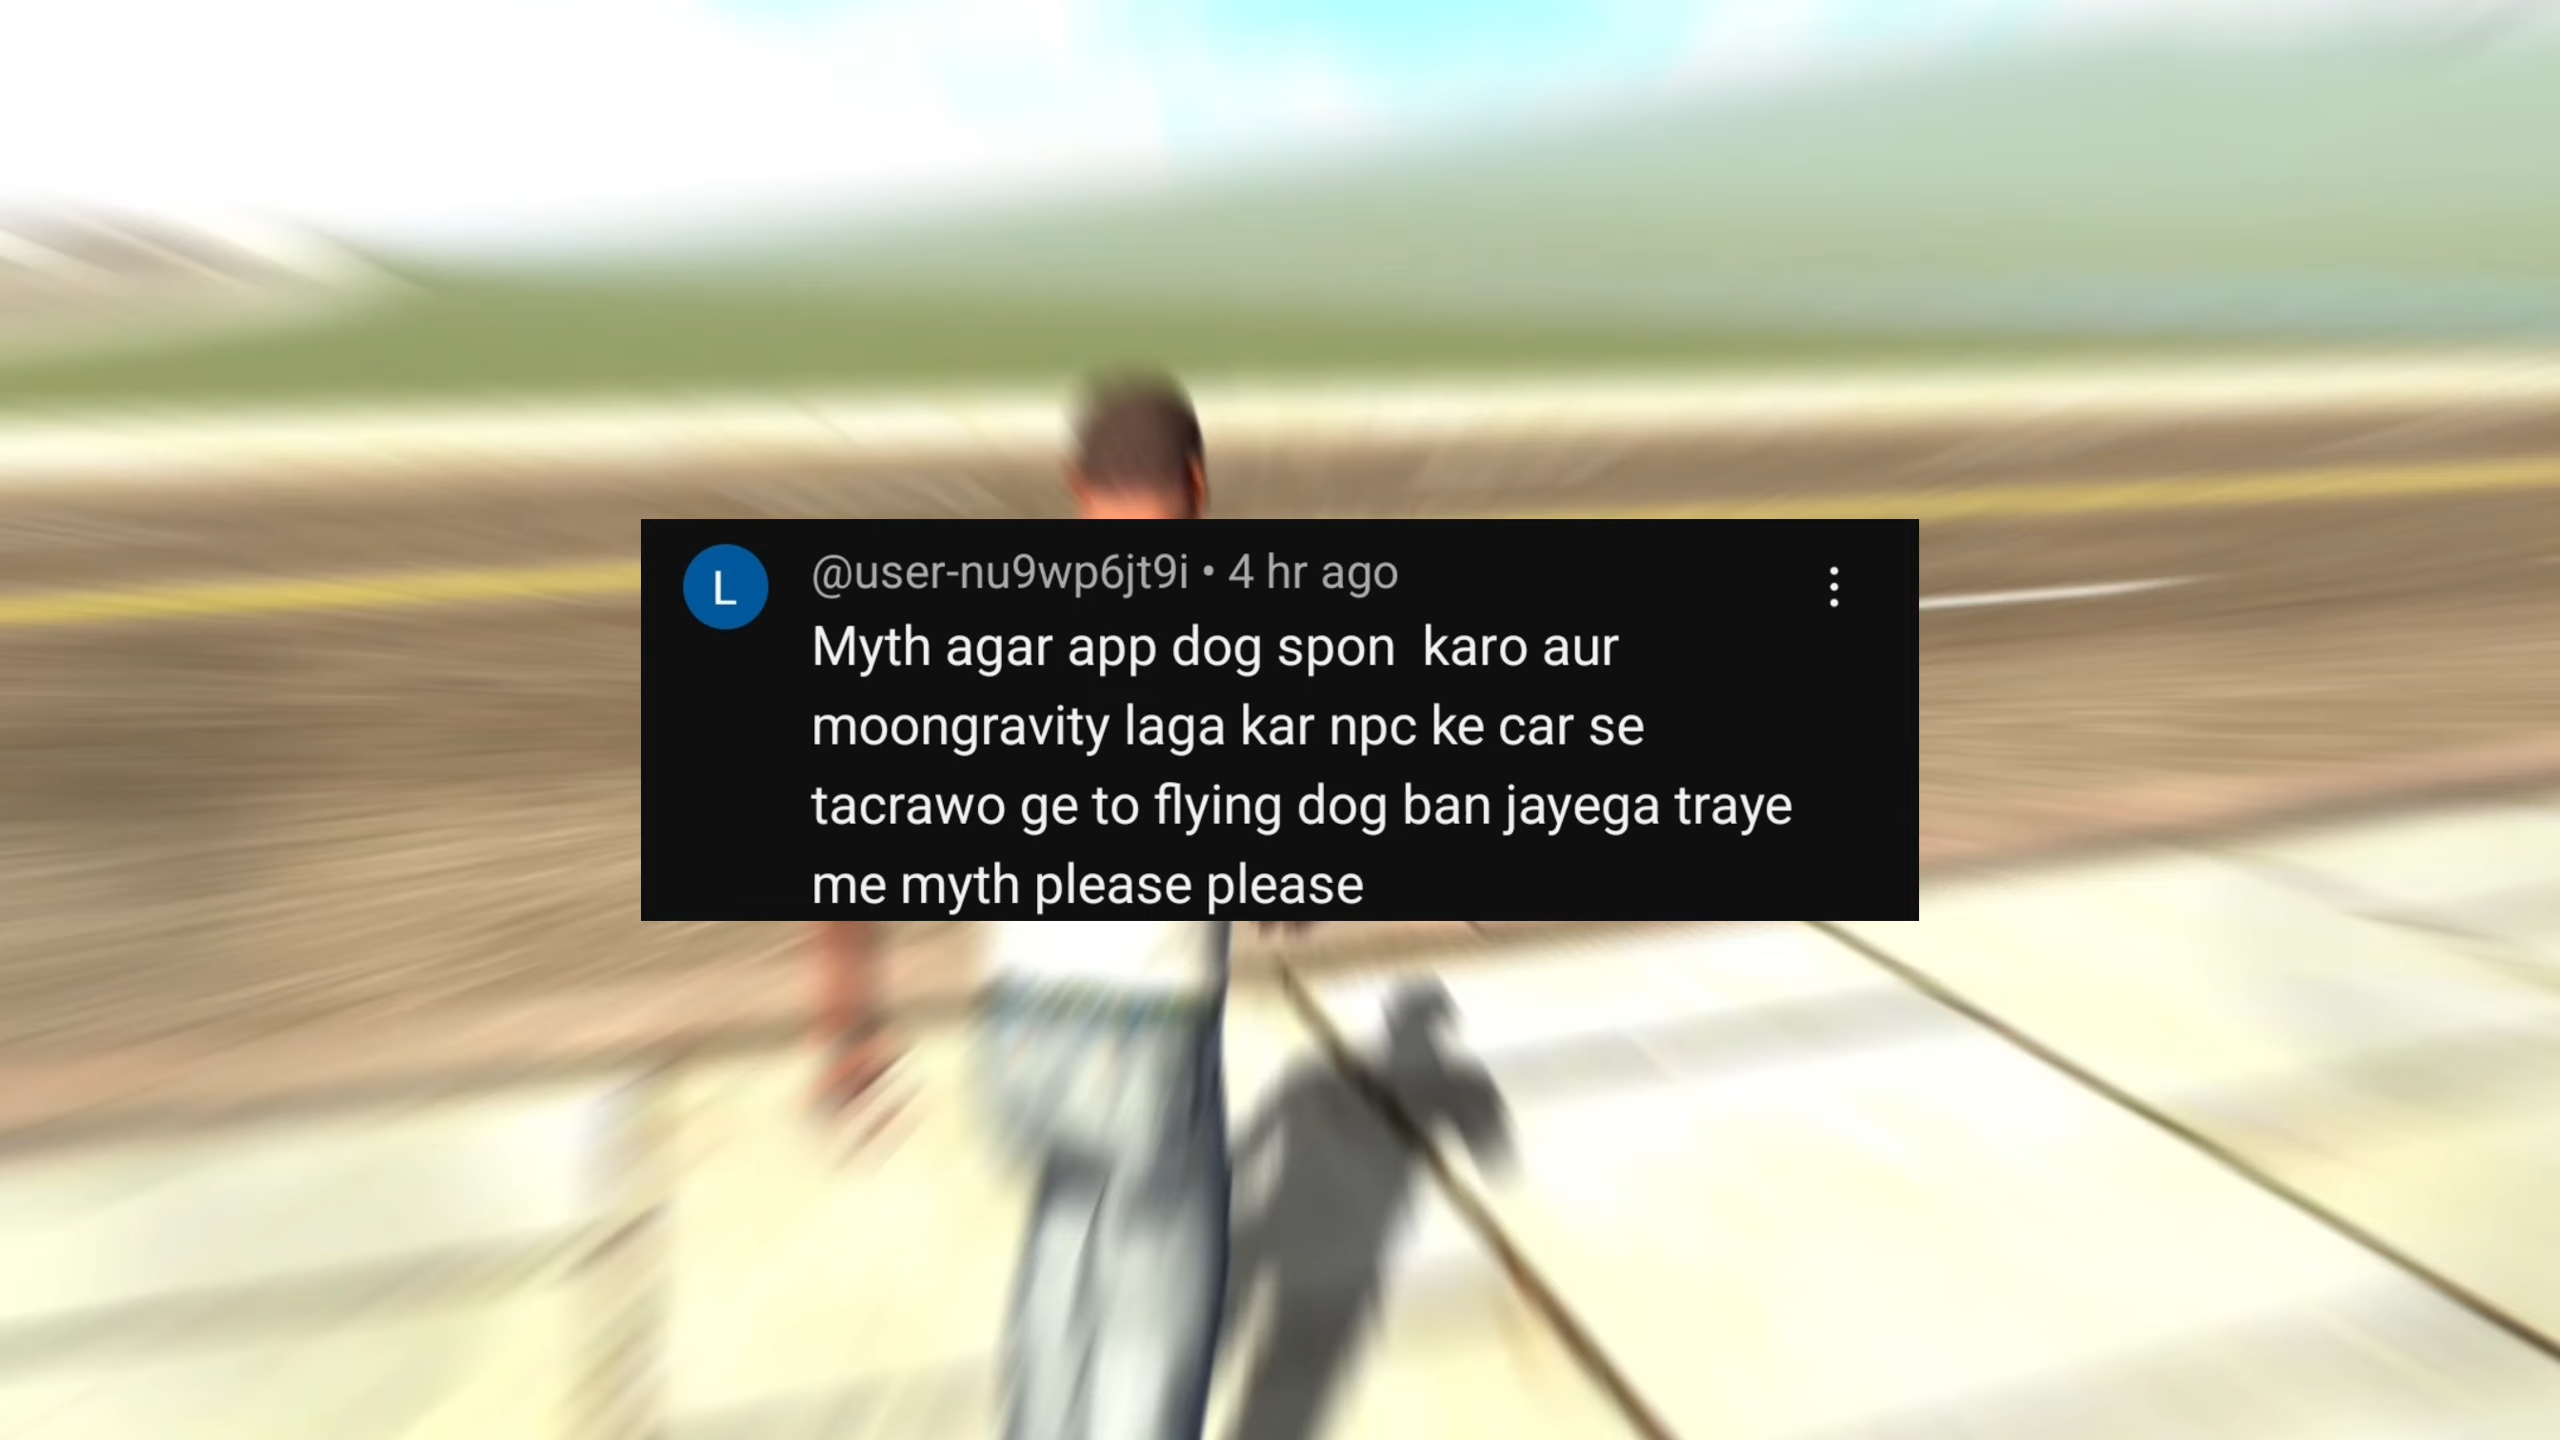 L
@user-nu9wp6jt9i • 4 hr ago
Myth agar app dog spon  karo aur
moongravity laga kar npc ke car se
tacrawo ge to flying dog ban jayega traye
me myth please please